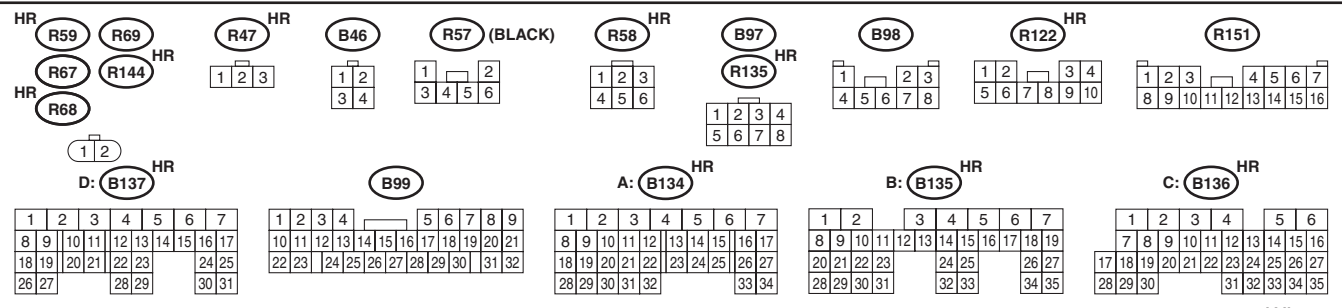 HR R59 R69 R47 HR B46 R57 (BLACK) R58 HR B97 B98 R122 HR R151
R67 R144 HR R135
HR R68
1 2 3
1 2
3 4
1 2
3 4 5 6
1 2 3
4 5 6
1 2 3 4
5 6 7 8
1 2 3
4 5 6 7 8
1 2 3 4
5 6 7 8 9 10
1 2 3 4 5 6 7
8 9 10 11 12 13 14 15 16
1 2
D: B137 HR B99 A: B134 HR B: B135 HR C: B136 HR
1 2 3 4 5 6 7
8 9 10 11 12 13 14 15 16 17
18 19 20 21 22 23 24 25
26 27 28 29 30 31
1 2 3 4 5 6 7 8 9
10 11 12 13 14 15 16 17 18 19 20 21
22 23 24 25 26 27 28 29 30 31 32
1 2 3 4 5 6 7
8 9 10 11 12 13 14 15 16 17
18 19 20 21 22 23 24 25 26 27
28 29 30 31 32 33 34
1 2 3 4 5 6 7
8 9 10 11 12 13 14 15 16 17 18 19
20 21 22 23 24 25 26 27
28 29 30 31 32 33 34 35
1 2 3 4 5 6
7 8 9 10 11 12 13 14 15 16
17 18 19 20 21 22 23 24 25 26 27
28 29 30 31 32 33 34 35